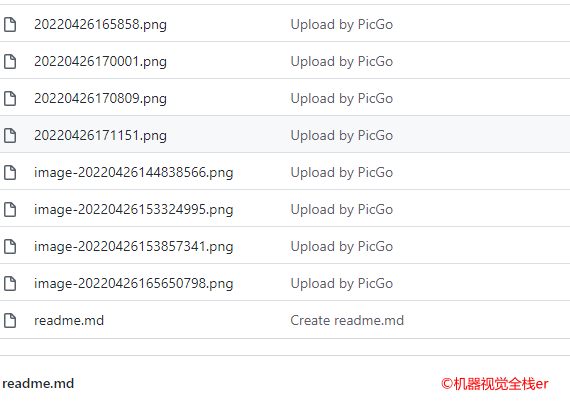 20220426165858.png Upload by PicGo
20220426170001.png Upload by PicGo
20220426170809.png Upload by PicGo
20220426171151.png Upload by PicGo
image-20220426144838566.png Upload by PicGo
image-20220426153324995.png Upload by PicGo
image-20220426153857341.png Upload by PicGo
image-20220426165650798.png Upload by PicGo
readme.md Create readme.md
readme.md ©机器视觉全栈er